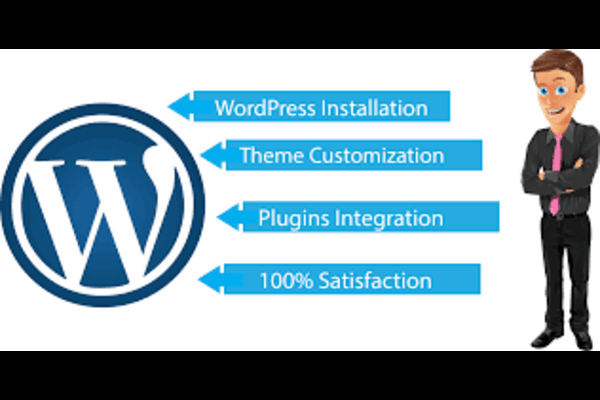 W
WordPress Installation
Theme Customization
Plugins Integration
100% Satisfaction